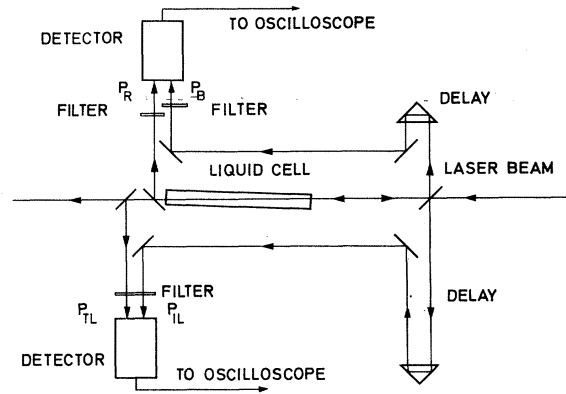 TO OSCILLOSCOPE
DETECTOR
P_R
P_B
FILTER
FILTER
DELAY
LIQUID CELL
LASER BEAM
FILTER
DELAY
P_TL
P_IL
DETECTOR
TO OSCILLOSCOPE